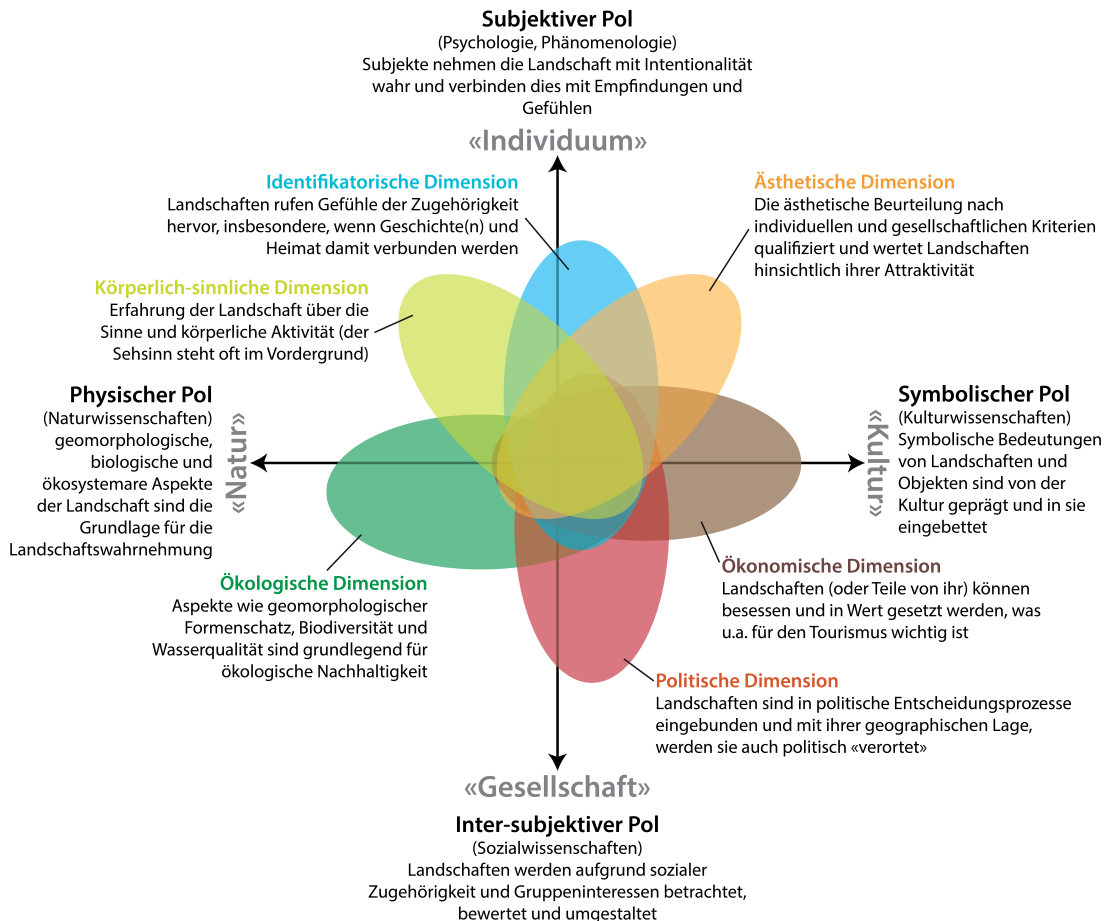 Subjektiver Pol
(Psychologie, Phänomenologie)
Subjekte nehmen die Landschaft mit Intentionalität
wahr und verbinden dies mit Empfindungen und
Gefühlen
«Individuum»
Identifikatorische Dimension
Landschaften rufen Gefühle der Zugehörigkeit
hervor, insbesondere, wenn Geschichte(n) und
Heimat damit verbunden werden
Ästhetische Dimension
Die ästhetische Beurteilung nach
individuellen und gesellschaftlichen Kriterien
qualifiziert und wertet Landschaften
hinsichtlich ihrer Attraktivität
Körperlich-sinnliche Dimension
Erfahrung der Landschaft über die
Sinne und körperliche Aktivität (der
Sehsinn steht oft im Vordergrund)
Physischer Pol
(Naturwissenschaften)
geomorphologische,
biologische und
ökosystemare Aspekte
der Landschaft sind die
Grundlage für die
Landschaftswahrnehmung
«Natur»
«Kultur»
Symbolischer Pol
(Kulturwissenschaften)
Symbolische Bedeutungen
von Landschaften und
Objekten sind von der
Kultur geprägt und in sie
eingebettet
Ökologische Dimension
Aspekte wie geomorphologischer
Formenschatz, Biodiversität und
Wasserqualität sind grundlegend für
ökologische Nachhaltigkeit
Ökonomische Dimension
Landschaften (oder Teile von ihr) können
besessen und in Wert gesetzt werden, was
u.a. für den Tourismus wichtig ist
Politische Dimension
Landschaften sind in politische Entscheidungsprozesse
eingebunden und mit ihrer geographischen Lage,
werden sie auch politisch «verortet»
«Gesellschaft»
Inter-subjektiver Pol
(Sozialwissenschaften)
Landschaften werden aufgrund sozialer
Zugehörigkeit und Gruppeninteressen betrachtet,
bewertet und umgestaltet